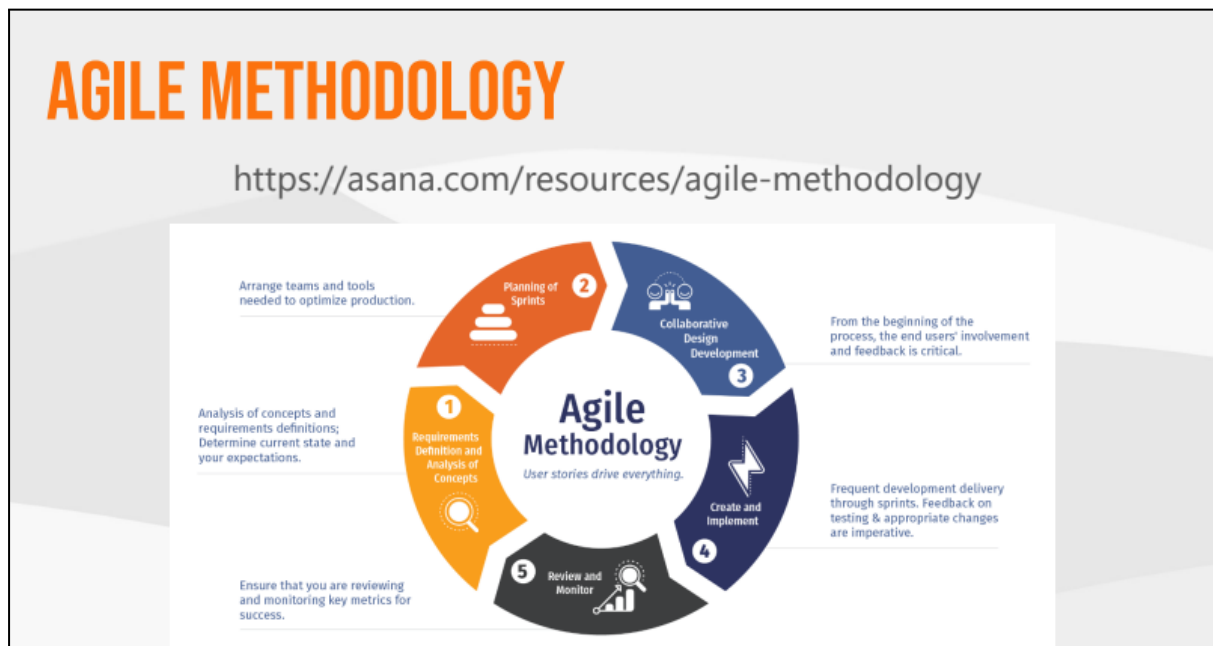 AGILE METHODOLOGY
https://asana.com/resources/agile-methodology
Analysis of concepts and
requirements definitions;
Determine current state and
your expectations.
1
Requirements
Definition and
Analysis of
Concepts
Arrange teams and tools
needed to optimize production.
Planning of
Sprints
2
Collaborative
Design
Development
3
From the beginning of the
process, the end users' involvement
and feedback is critical.
Agile
Methodology
User stories drive everything.
Create and
Implement
4
Frequent development delivery
through sprints. Feedback on
testing & appropriate changes
are imperative.
5
Review and
Monitor
Ensure that you are reviewing
and monitoring key metrics for
success.